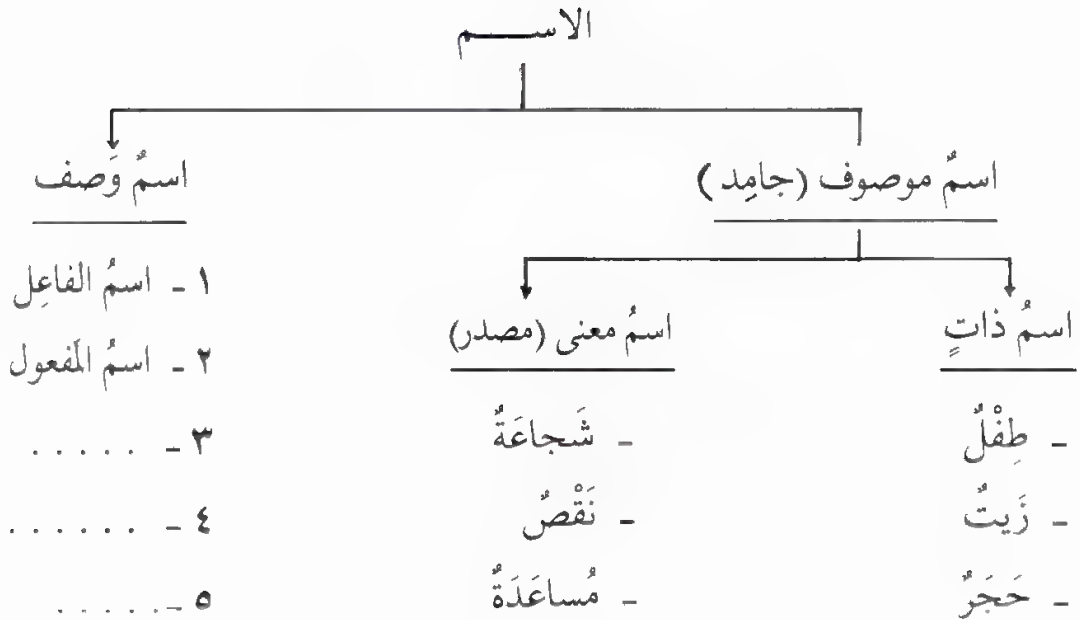 الاســـــم
اسمٌ موصوف (جامِد)
اسمٌ وَصف
اسمُ ذاتٍ
- طِفْلٌ
- زَيتٌ
- حَجَرٌ
اسمُ معنى (مصدر)
- شَجاعَةٌ
- نَقْصٌ
- مُساعَدَةٌ
١ - اسمُ الفاعِل
٢ - اسمُ المَفعول
٣ - . . . . .
٤ - . . . . . .
٥ - . . . . .